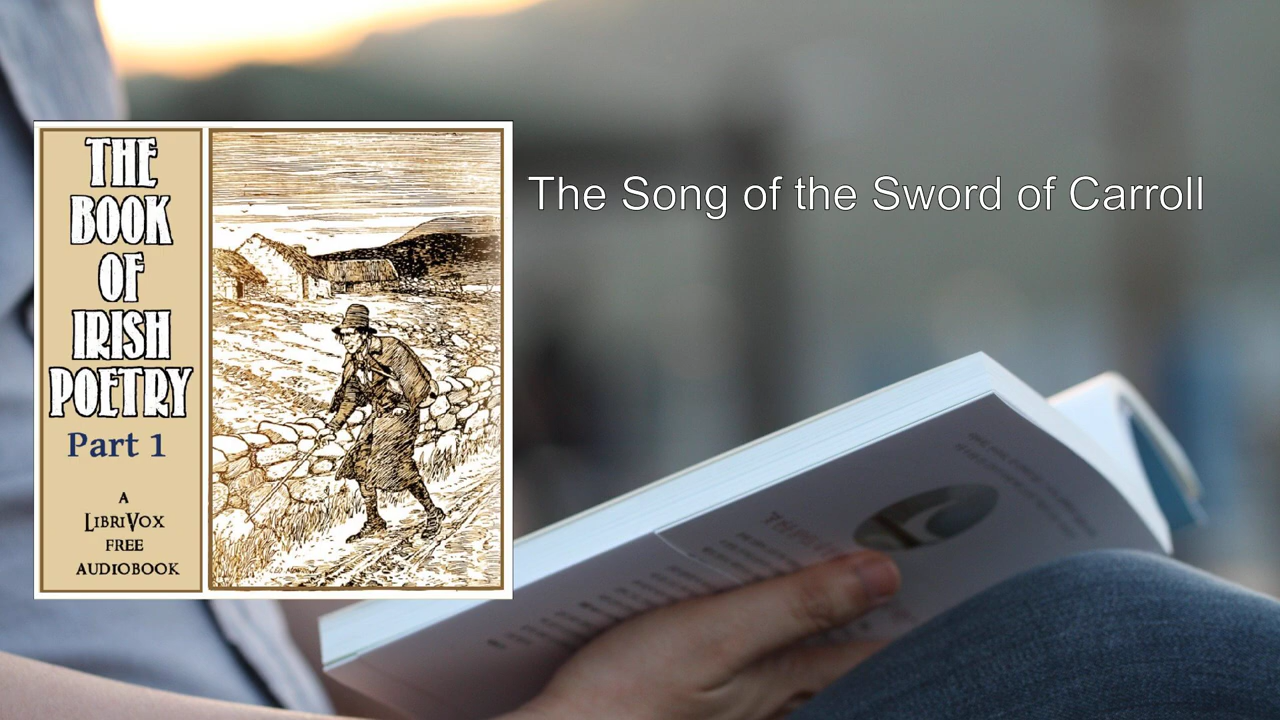 THE
BOOK
OF
IRISH
POETRY
Part 1
A
LIBRIVOX
FREE
AUDIOBOOK
The Song of the Sword of Carroll